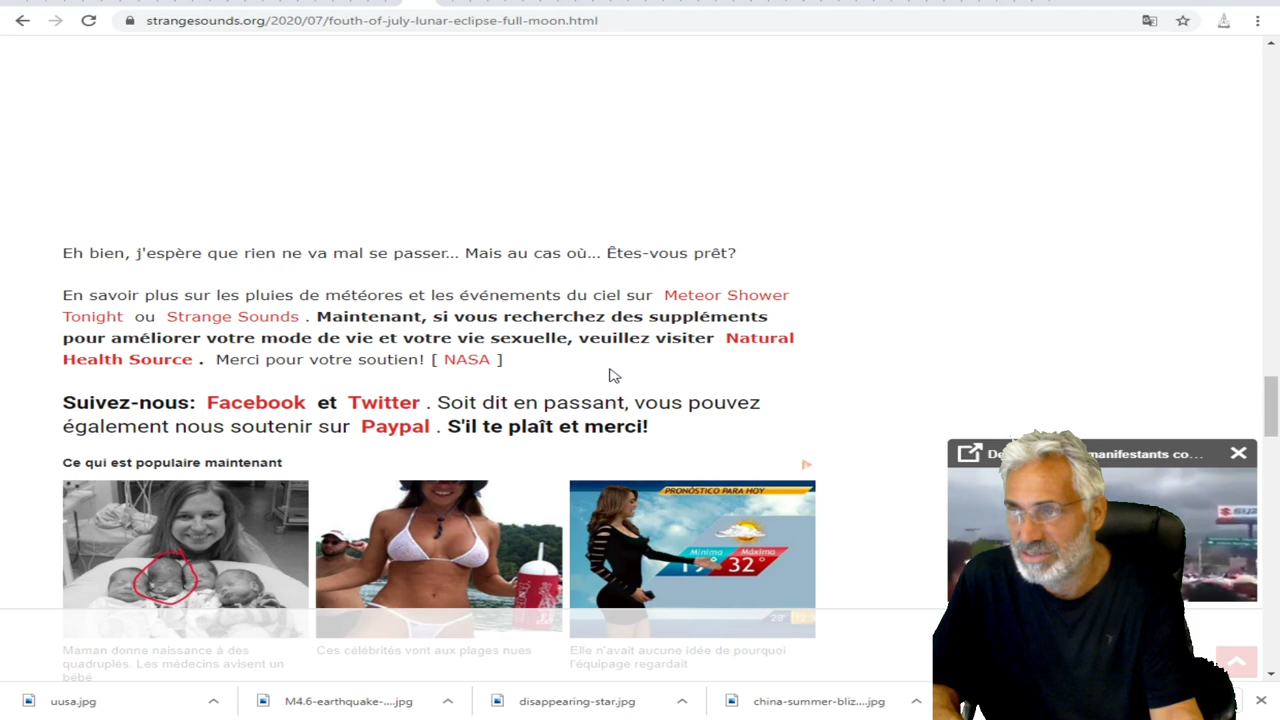 strangesounds.org/2020/07/fouth-of-july-lunar-eclipse-full-moon.html
Eh bien, j'espère que rien ne va mal se passer... Mais au cas où... Êtes-vous prêt?
En savoir plus sur les pluies de météores et les événements du ciel sur Meteor Shower
Tonight ou Strange Sounds . Maintenant, si vous recherchez des suppléments
pour améliorer votre mode de vie et votre vie sexuelle, veuillez visiter Natural
Health Source . Merci pour votre soutien! [ NASA ]
Suivez-nous: Facebook et Twitter . Soit dit en passant, vous pouvez
également nous soutenir sur Paypal . S'il te plaît et merci!
Ce qui est populaire maintenant
PRONÓSTICO PARA HOY
Mínima Máxima
32°
manifestants co...
Maman donne naissance à des
quadruplés. Les médecins avisent un
bébé
Ces célébrités vont aux plages nues
Elle n'avait aucune idée de pourquoi
l'équipage regardait
uusa.jpg
M4.6-earthquake-....jpg
disappearing-star.jpg
china-summer-bliz....jpg